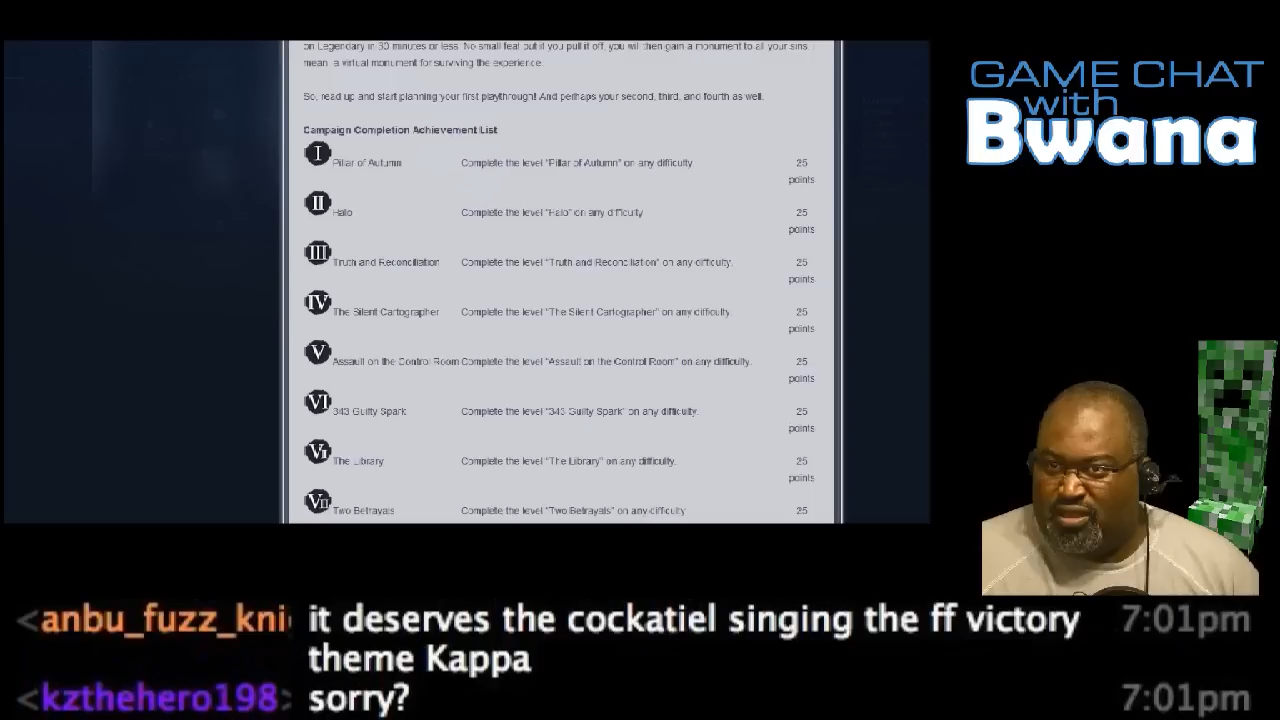 on Legendary in 30 minutes or less. No small feat but if you pull it off, you will then gain a monument to all your sins
mean, a virtual monument for surviving the experience.
So, read up and start planning your first playthrough! And perhaps your second, third, and fourth as well.
Campaign Completion Achievement List
I Pillar of Autumn Complete the level "Pillar of Autumn" on any difficulty 25
points
II Halo Complete the level "Halo" on any difficulty 25
points
III Truth and Reconciliation Complete the level "Truth and Reconciliation" on any difficulty. 25
points
IV The Silent Cartographer Complete the level "The Silent Cartographer" on any difficulty. 25
points
V Assault on the Control Room Complete the level "Assault on the Control Room" on any difficulty. 25
points
VI 343 Guilty Spark Complete the level "343 Guilty Spark" on any difficulty. 25
points
VII The Library Complete the level "The Library" on any difficulty. 25
points
VIII Two Betrayals Complete the level "Two Betrayals" on any difficulty 25
GAME CHAT
with
Bwana
<anbu_fuzz_kni it deserves the cockatiel singing the ff victory 7:01pm
theme Kappa
<kzthehero198> sorry? 7:01pm